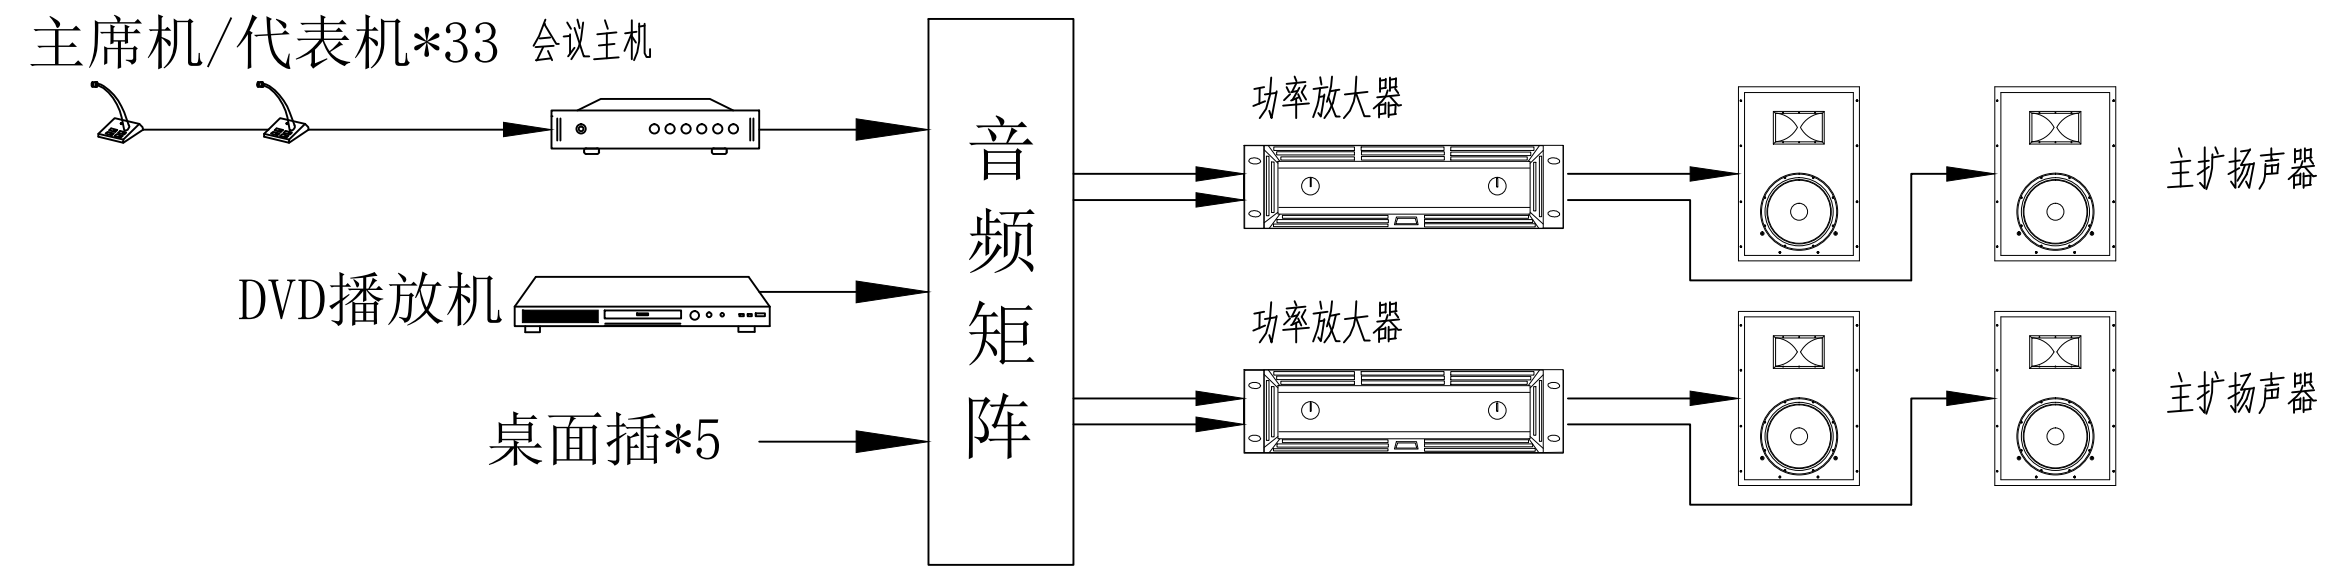 主席机/代表机*33
会议主机
DVD播放机
桌面插*5
音频矩阵
功率放大器
主扩扬声器
功率放大器
主扩扬声器